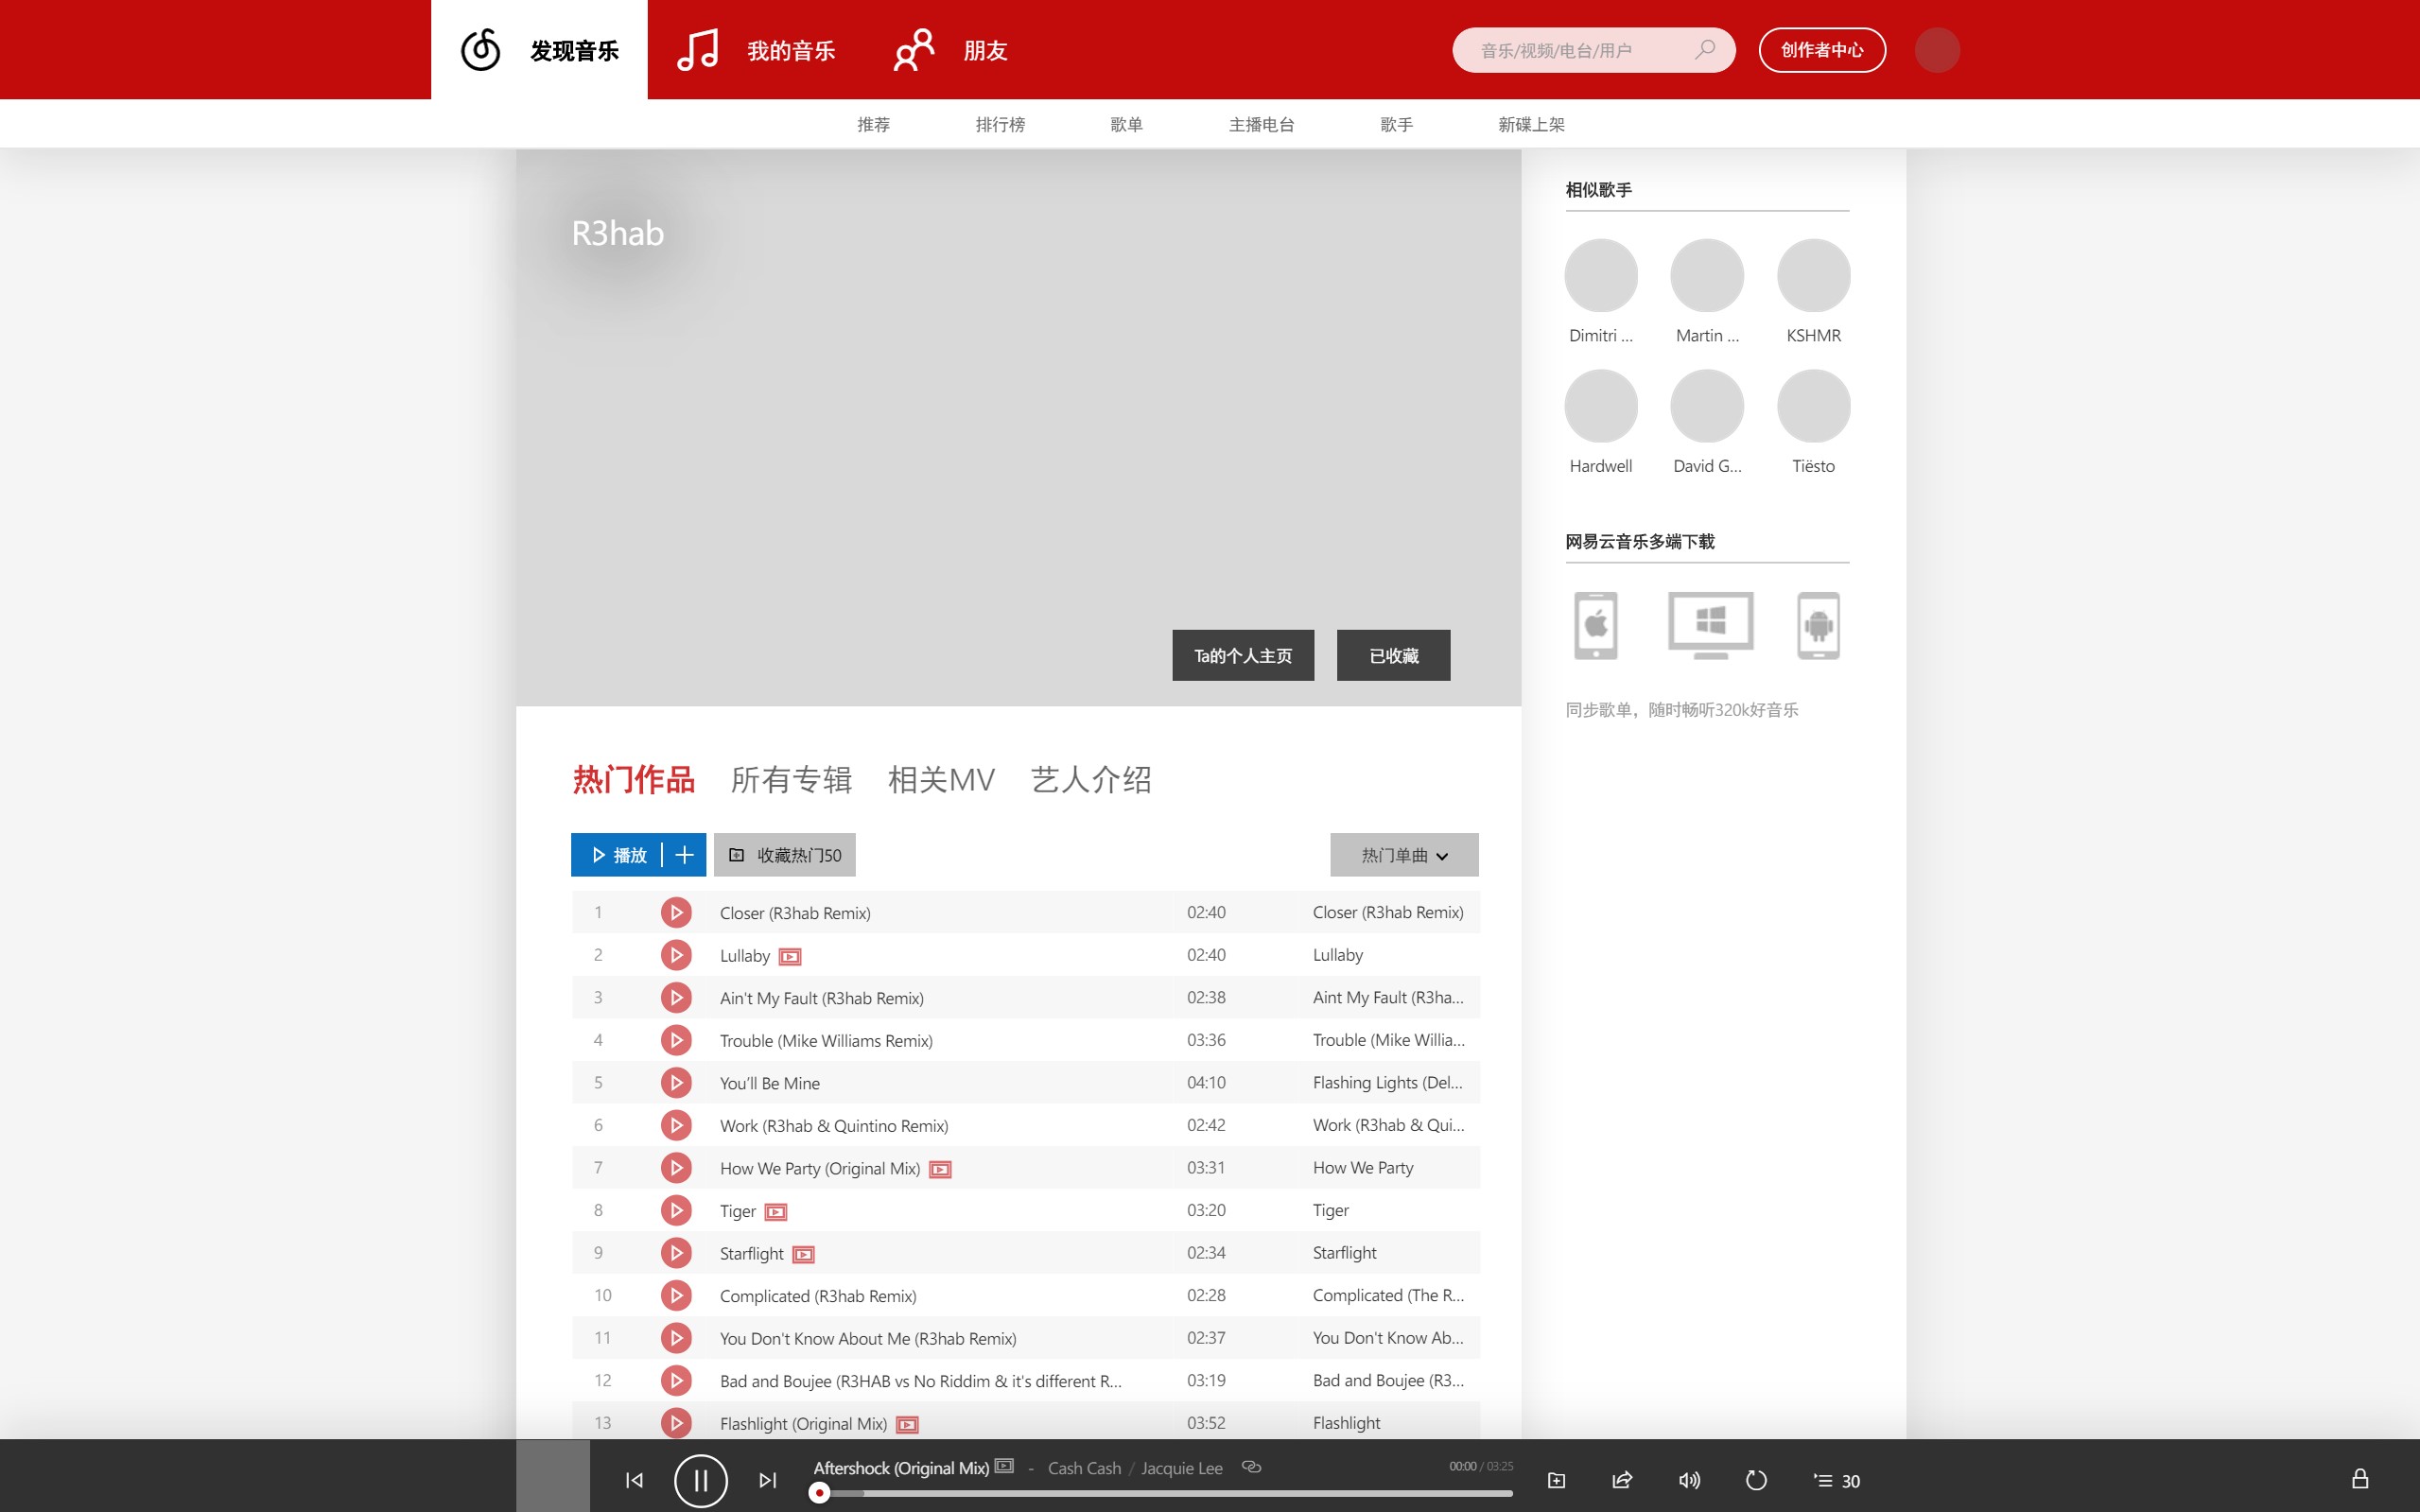 发现音乐 我的音乐 朋友 音乐/视频/电台/用户 创作者中心
推荐 排行榜 歌单 主播电台 歌手 新碟上架
R3hab
Ta的个人主页 已收藏
热门作品 所有专辑 相关MV 艺人介绍
播放 收藏热门50 热门单曲
1 Closer (R3hab Remix) 02:40 Closer (R3hab Remix)
2 Lullaby 02:40 Lullaby
3 Ain't My Fault (R3hab Remix) 02:38 Aint My Fault (R3ha...
4 Trouble (Mike Williams Remix) 03:36 Trouble (Mike Willia...
5 You’ll Be Mine 04:10 Flashing Lights (Del...
6 Work (R3hab & Quintino Remix) 02:42 Work (R3hab & Qui...
7 How We Party (Original Mix) 03:31 How We Party
8 Tiger 03:20 Tiger
9 Starflight 02:34 Starflight
10 Complicated (R3hab Remix) 02:28 Complicated (The R...
11 You Don't Know About Me (R3hab Remix) 02:37 You Don't Know Ab...
12 Bad and Boujee (R3HAB vs No Riddim & it's different R... 03:19 Bad and Boujee (R3...
13 Flashlight (Original Mix) 03:52 Flashlight
相似歌手
Dimitri ... Martin ... KSHMR
Hardwell David G... Tiësto
网易云音乐多端下载
同步歌单，随时畅听320k好音乐
Aftershock (Original Mix) - Cash Cash / Jacquie Lee 00:00 / 03:25 30